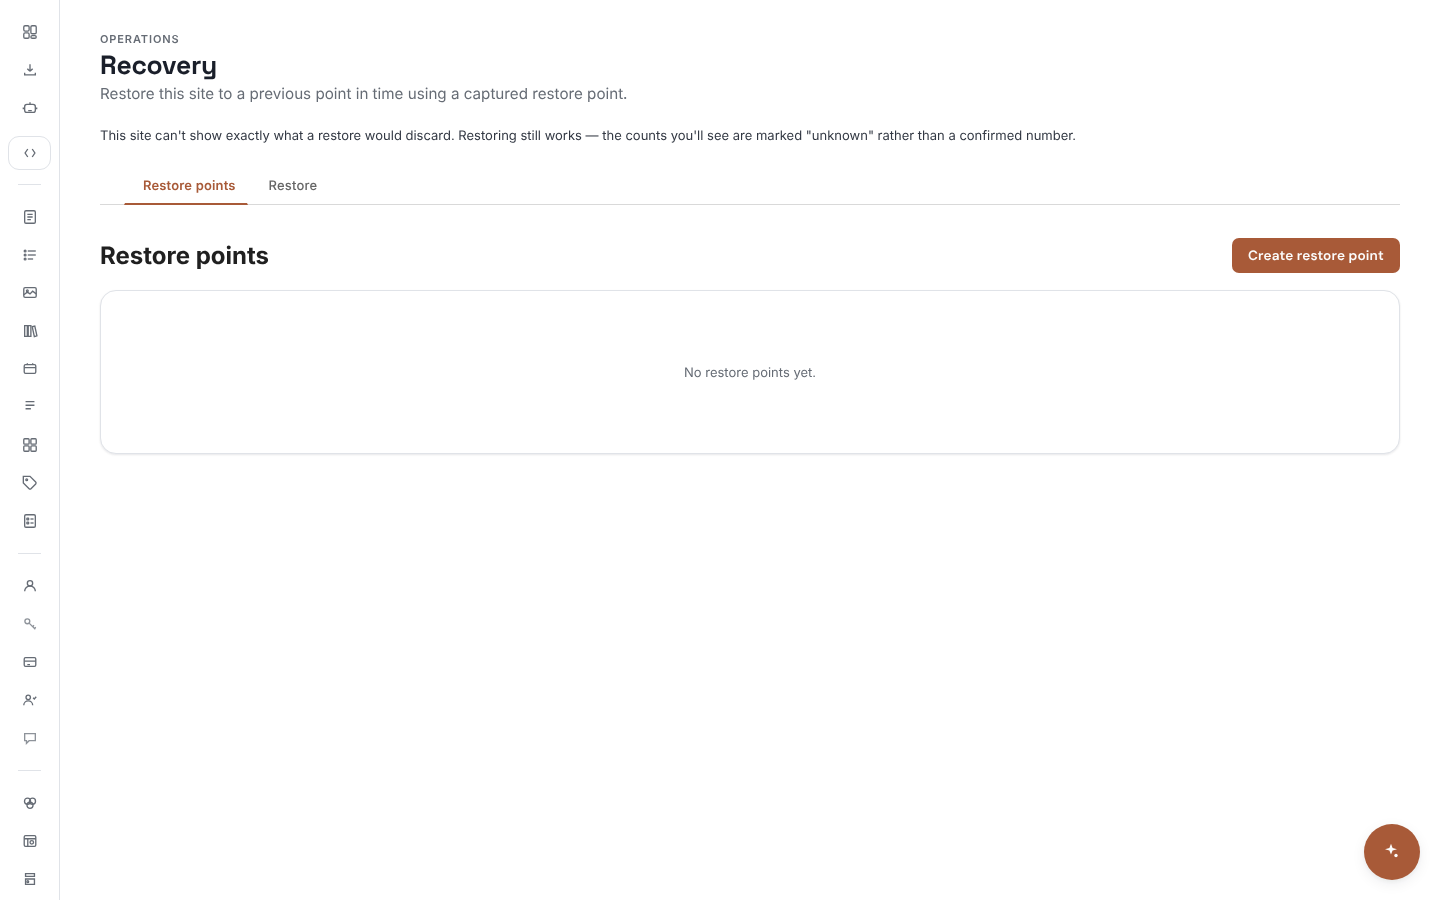 OPERATIONS
Recovery
Restore this site to a previous point in time using a captured restore point.
This site can't show exactly what a restore would discard. Restoring still works — the counts you'll see are marked "unknown" rather than a confirmed number.
Restore points
Restore
Restore points
Create restore point
No restore points yet.